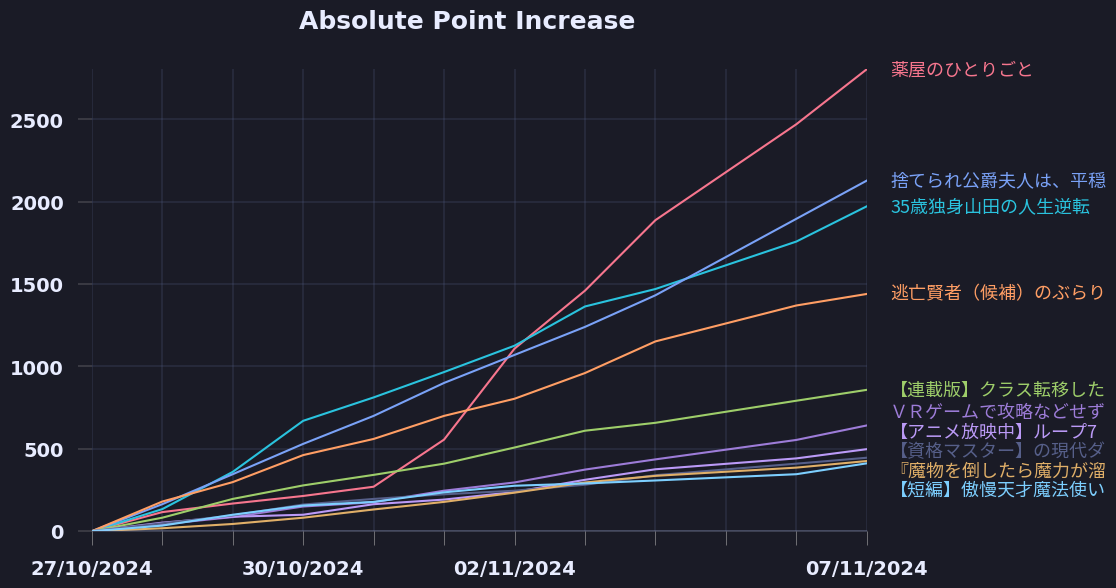 Absolute Point Increase
2500
2000
1500
1000
500
0
27/10/2024
30/10/2024
02/11/2024
07/11/2024
薬屋のひとりごと
捨てられ公爵夫人は、平穏
35歳独身山田の人生逆転
逃亡賢者（候補）のぶらり
【連載版】クラス転移した
ＶＲゲームで攻略などせず
【アニメ放映中】ループ7
【資格マスター】の現代ダ
『魔物を倒したら魔力が溜
【短編】傲慢天才魔法使い